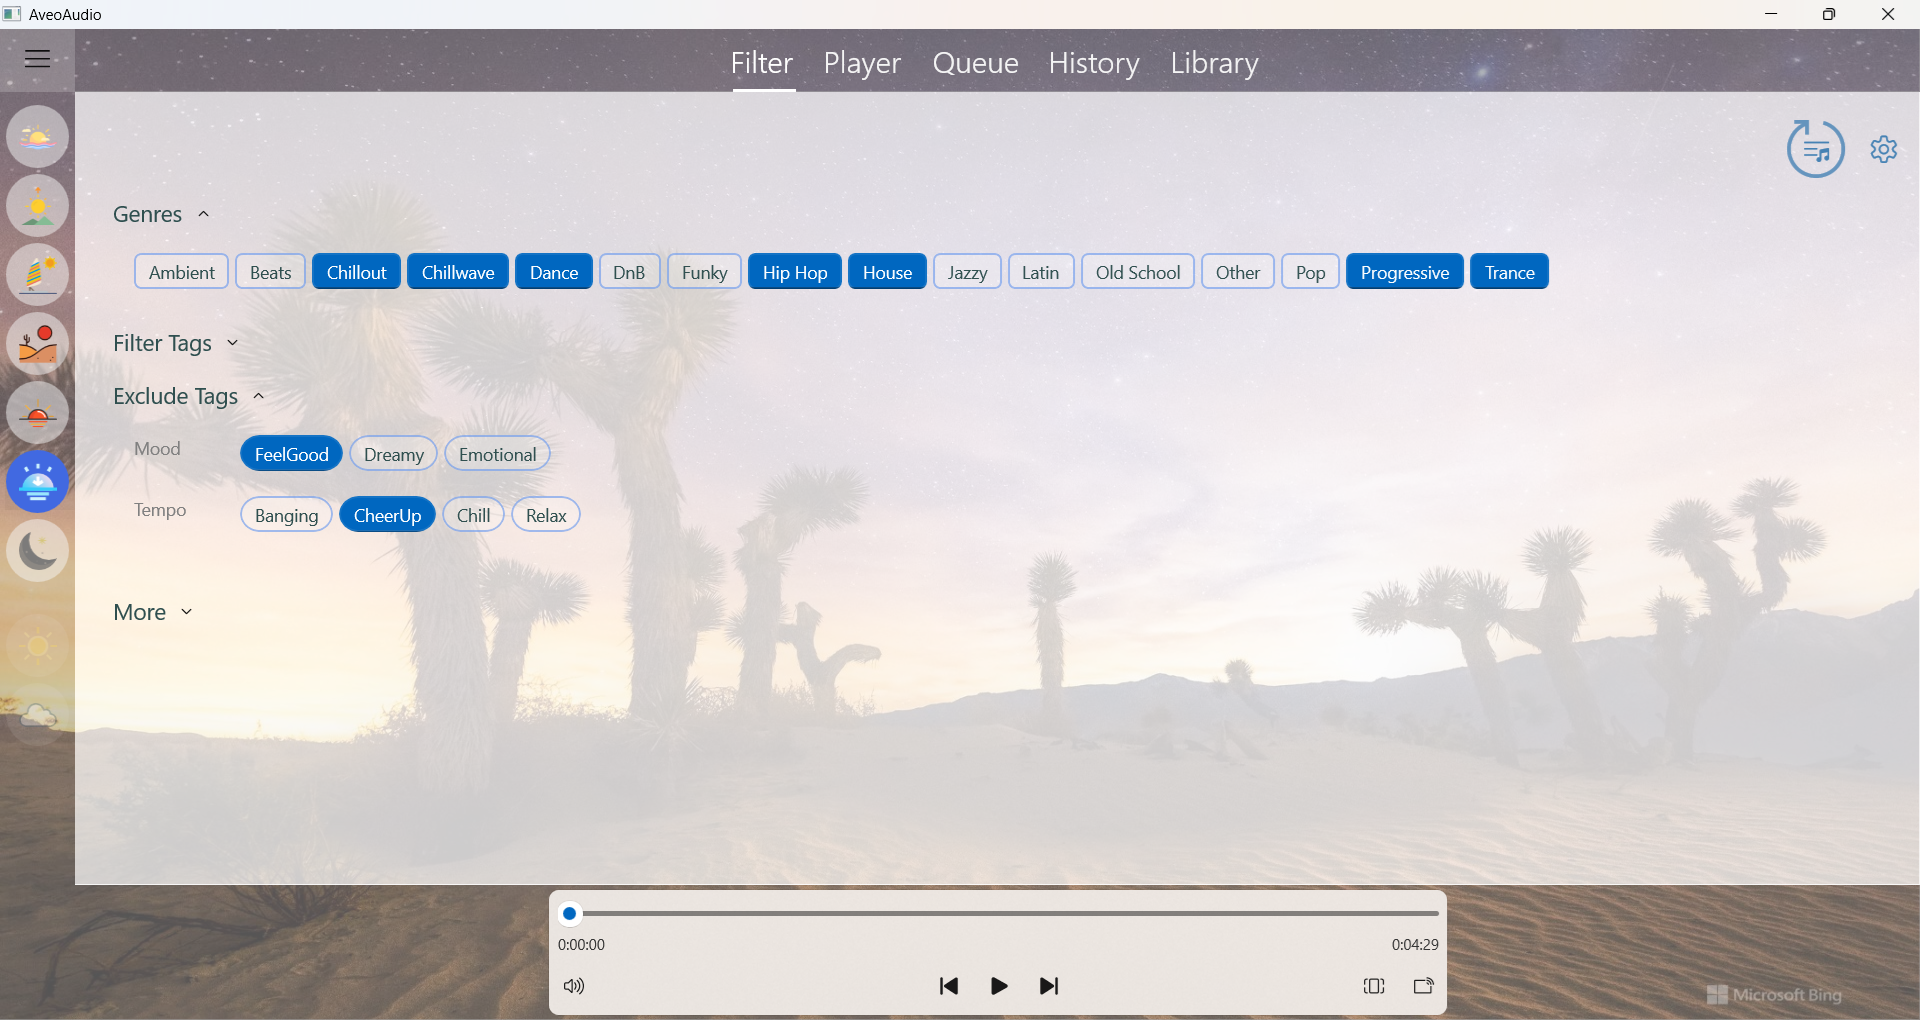 AveoAudio
Filter Player Queue History Library
Genres
Ambient Beats Chillout Chillwave Dance DnB Funky Hip Hop House Jazzy Latin Old School Other Pop Progressive Trance
Filter Tags
Exclude Tags
Mood FeelGood Dreamy Emotional
Tempo Banging CheerUp Chill Relax
More
0:00:00 0:04:29
Microsoft Bing